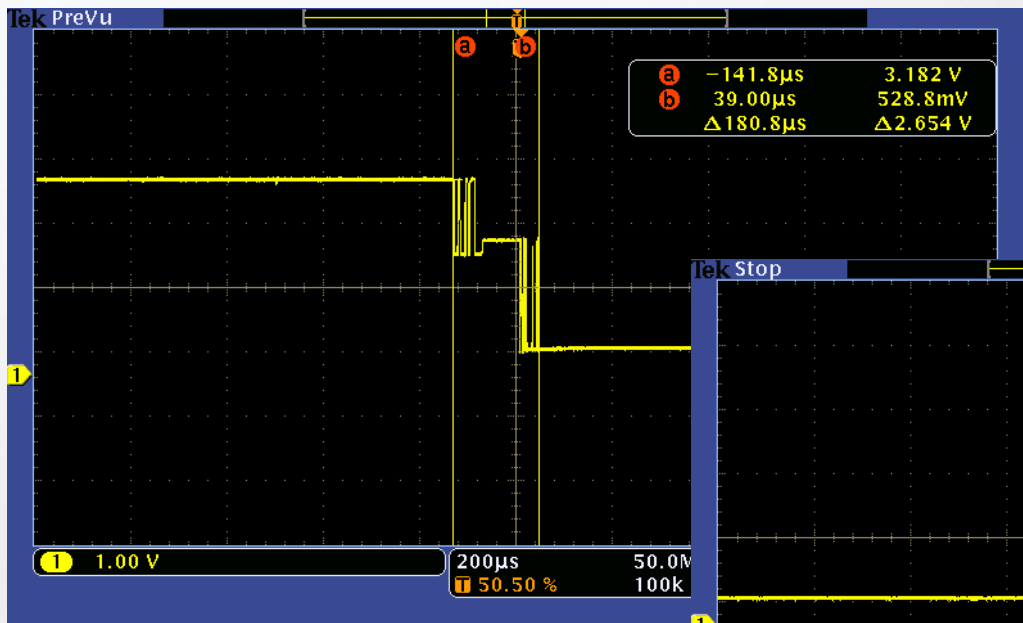 Tek PreVu
T
a b
a −141.8µs 3.182 V
b 39.00µs 528.8mV
Δ180.8µs Δ2.654 V
1
Tek Stop
1 1.00 V
200µs 50.0M
T 50.50 % 100k
1